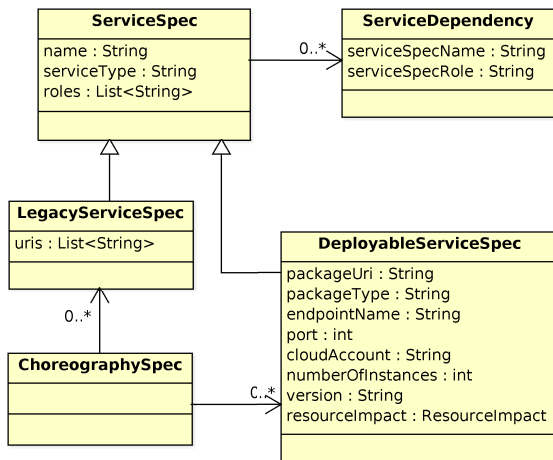 ServiceSpec
name : String
serviceType : String
roles : List<String>
0..*
ServiceDependency
serviceSpecName : String
serviceSpecRole : String
LegacyServiceSpec
uris : List<String>
0..*
ChoreographySpec
0..*
DeployableServiceSpec
packageUri : String
packageType : String
endpointName : String
port : int
cloudAccount : String
numberOfInstances : int
version : String
resourceImpact : ResourceImpact